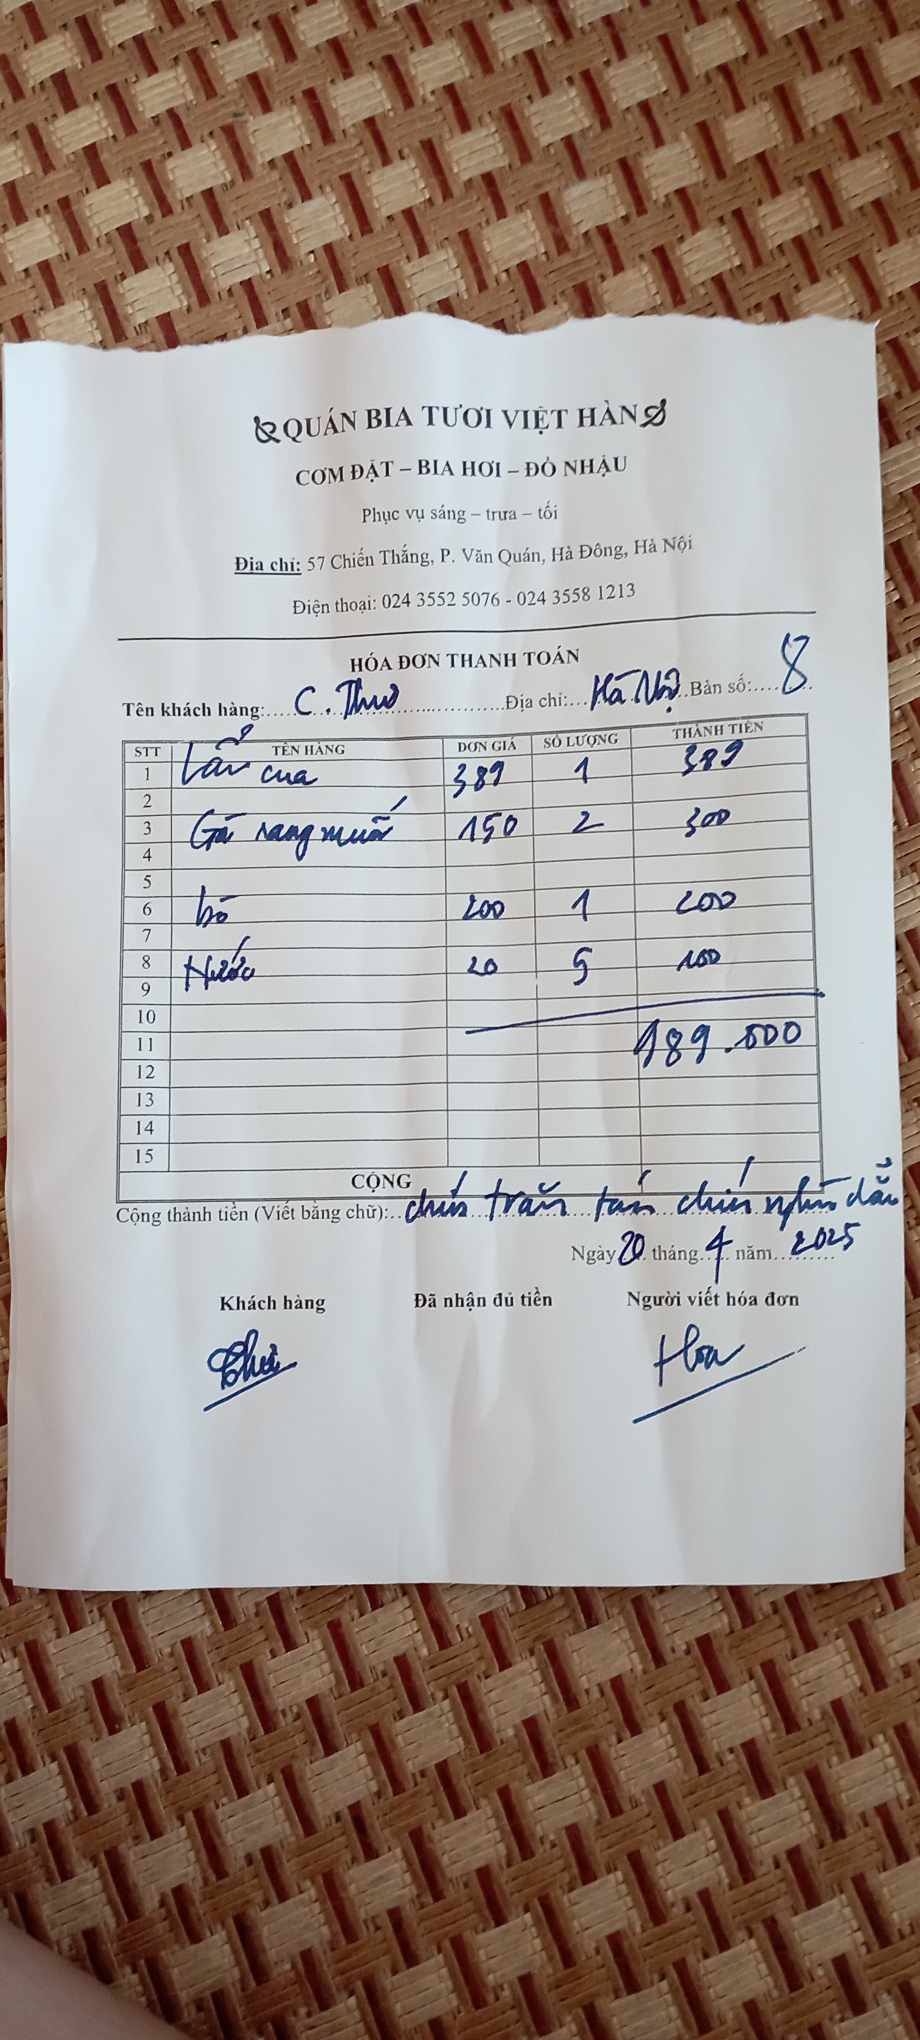 QUÁN BIA TƯƠI VIỆT HÀN
CƠM ĐẶT – BIA HƠI – ĐỒ NHẬU
Phục vụ sáng – trưa – tối
Địa chỉ: 57 Chiến Thắng, P. Văn Quán, Hà Đông, Hà Nội
Điện thoại: 024 3552 5076 - 024 3558 1213
HÓA ĐƠN THANH TOÁN
Tên khách hàng: C. Thư Địa chỉ: Hà Nội Bàn số: 8
STT TÊN HÀNG ĐƠN GIÁ SỐ LƯỢNG THÀNH TIỀN
1 Lẩu cua 389 1 389
2
3 Gà rang muối 150 2 300
4
5
6 bò 200 1 200
7
8 Nước 20 5 100
9
10
11 989.000
12
13
14
15
CỘNG
Cộng thành tiền (Viết bằng chữ): chín trăm tám chín nghìn
Ngày 20 tháng 4 năm 2025
Khách hàng Đã nhận đủ tiền Người viết hóa đơn
Hoa